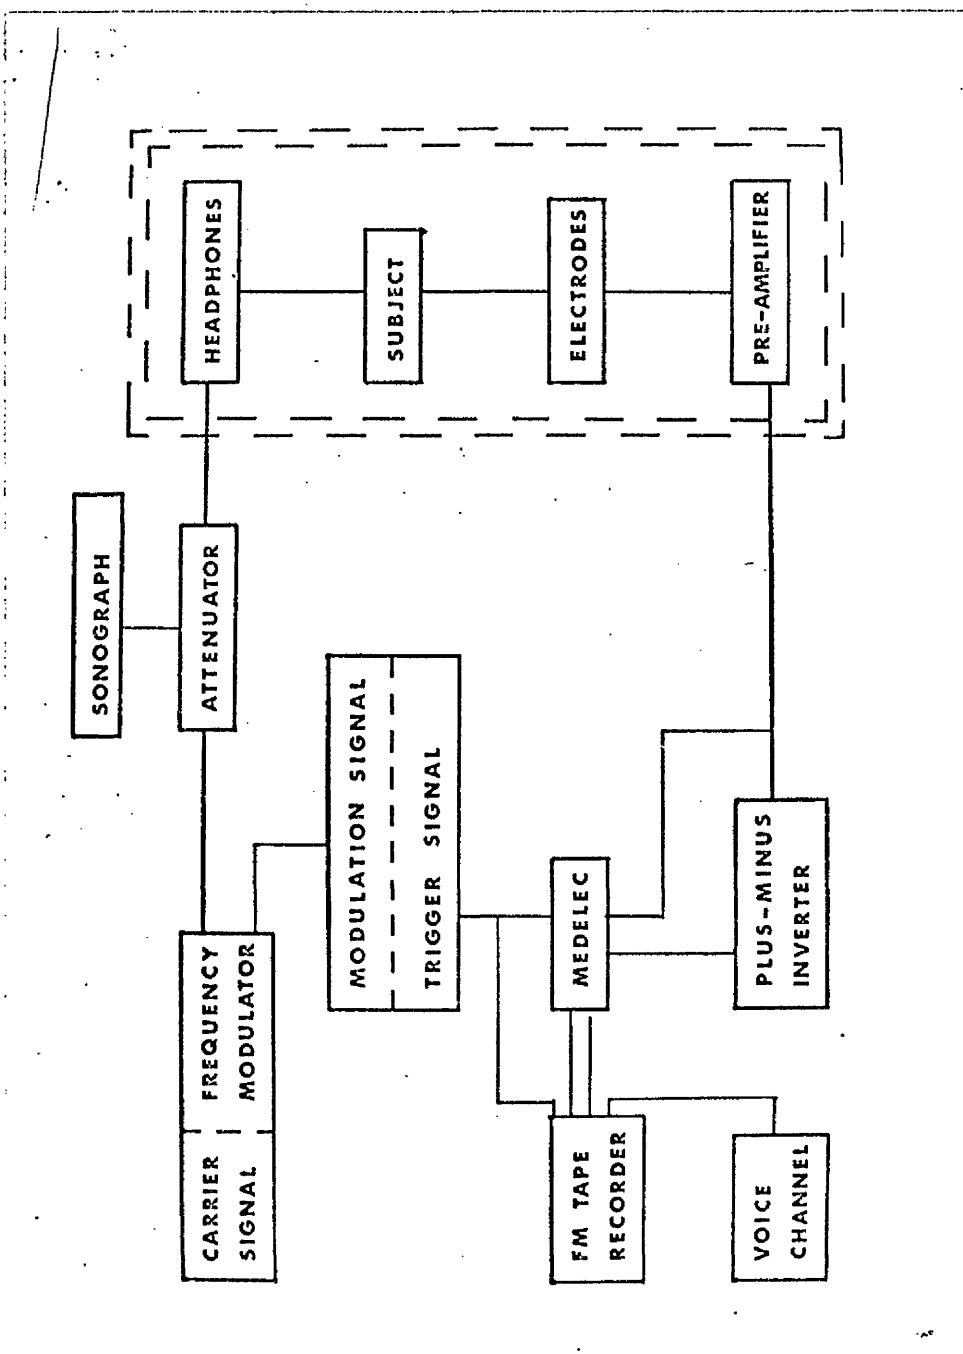 CARRIER
SIGNAL
FREQUENCY
MODULATOR
SONOGRAPH
ATTENUATOR
HEADPHONES
MODULATION SIGNAL
TRIGGER SIGNAL
SUBJECT
FM TAPE
RECORDER
MEDELEC
ELECTRODES
VOICE
CHANNEL
PLUS-MINUS
INVERTER
PRE-AMPLIFIER